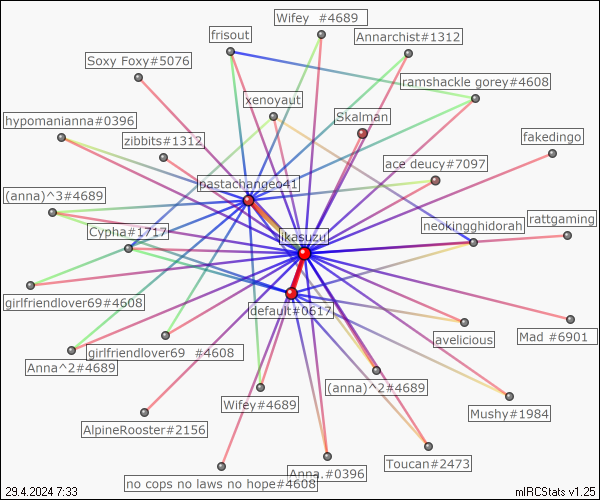 Wifey  #4689
frisout
Annarchist#1312
Soxy Foxy#5076
ramshackle gorey#4608
xenoyaut
Skalman
hypomanianna#0396
zibbits#1312
fakedingo
ace deucy#7097
pastachangeo41
(anna)^3#4689
rattgaming
neokingghidorah
Cypha#1717
ikasuzu
girlfriendlover69#4608
default#0617
Mad #6901
avelicious
girlfriendlover69  #4608
Anna^2#4689
(anna)^2#4689
Wifey#4689
Mushy#1984
AlpineRooster#2156
Toucan#2473
Anna.#0396
no cops no laws no hope#4608
29.4.2024 7:33
mIRCStats v1.25